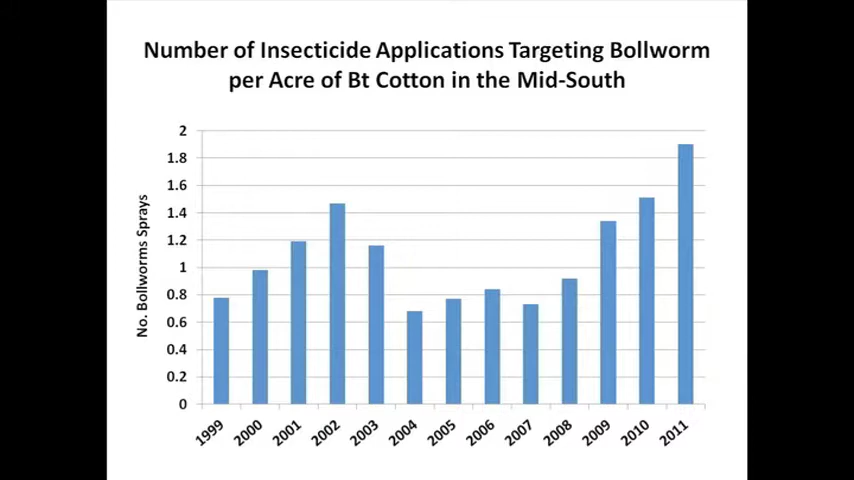 Number of Insecticide Applications Targeting Bollworm
per Acre of Bt Cotton in the Mid-South
No. Bollworms Sprays
2
1.8
1.6
1.4
1.2
1
0.8
0.6
0.4
0.2
0
1999 2000 2001 2002 2003 2004 2005 2006 2007 2008 2009 2010 2011